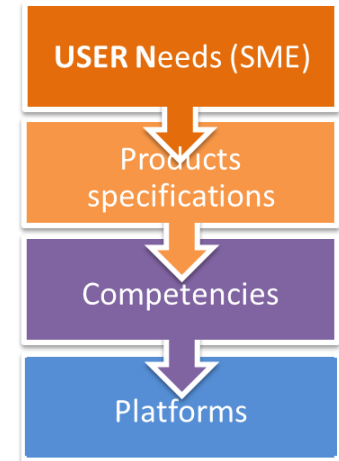 USER Needs (SME)
Products
specifications
Competencies
Platforms